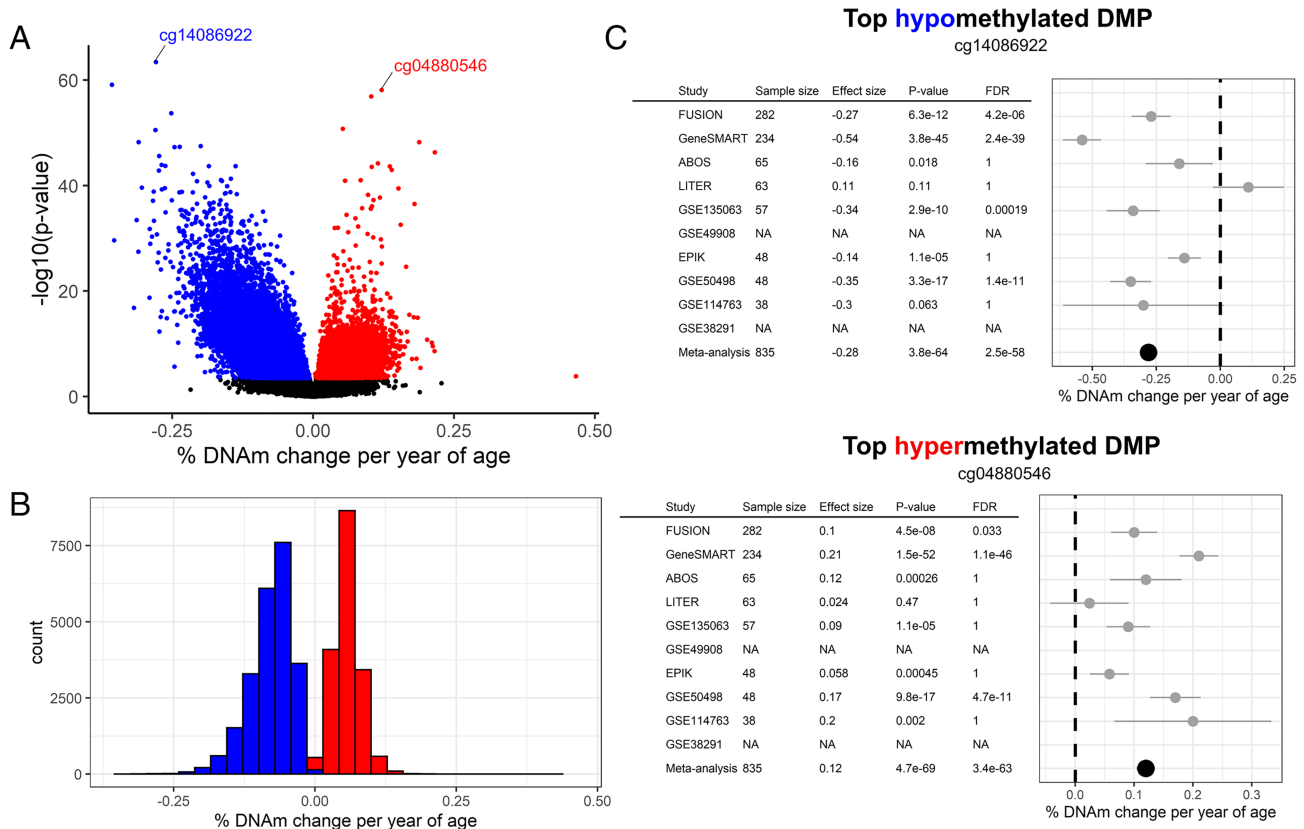 A
cg14086922
cg04880546
60
40
20
0
-log10(p-value)
-0.25 0.00 0.25 0.50
% DNAm change per year of age
B
7500
5000
2500
0
count
-0.25 0.00 0.25 0.50
% DNAm change per year of age
C
Top hypomethylated DMP
cg14086922
Study Sample size Effect size P-value FDR
FUSION 282 -0.27 6.3e-12 4.2e-06
GeneSMART 234 -0.54 3.8e-45 2.4e-39
ABOS 65 -0.16 0.018 1
LITER 63 0.11 0.11 1
GSE135063 57 -0.34 2.9e-10 0.00019
GSE49908 NA NA NA NA
EPIK 48 -0.14 1.1e-05 1
GSE50498 48 -0.35 3.3e-17 1.4e-11
GSE114763 38 -0.3 0.063 1
GSE38291 NA NA NA NA
Meta-analysis 835 -0.28 3.8e-64 2.5e-58
-0.50 -0.25 0.00 0.25
% DNAm change per year of age
Top hypermethylated DMP
cg04880546
Study Sample size Effect size P-value FDR
FUSION 282 0.1 4.5e-08 0.033
GeneSMART 234 0.21 1.5e-52 1.1e-46
ABOS 65 0.12 0.00026 1
LITER 63 0.024 0.47 1
GSE135063 57 0.09 1.1e-05 1
GSE49908 NA NA NA NA
EPIK 48 0.058 0.00045 1
GSE50498 48 0.17 9.8e-17 4.7e-11
GSE114763 38 0.2 0.002 1
GSE38291 NA NA NA NA
Meta-analysis 835 0.12 4.7e-69 3.4e-63
0.0 0.1 0.2 0.3
% DNAm change per year of age